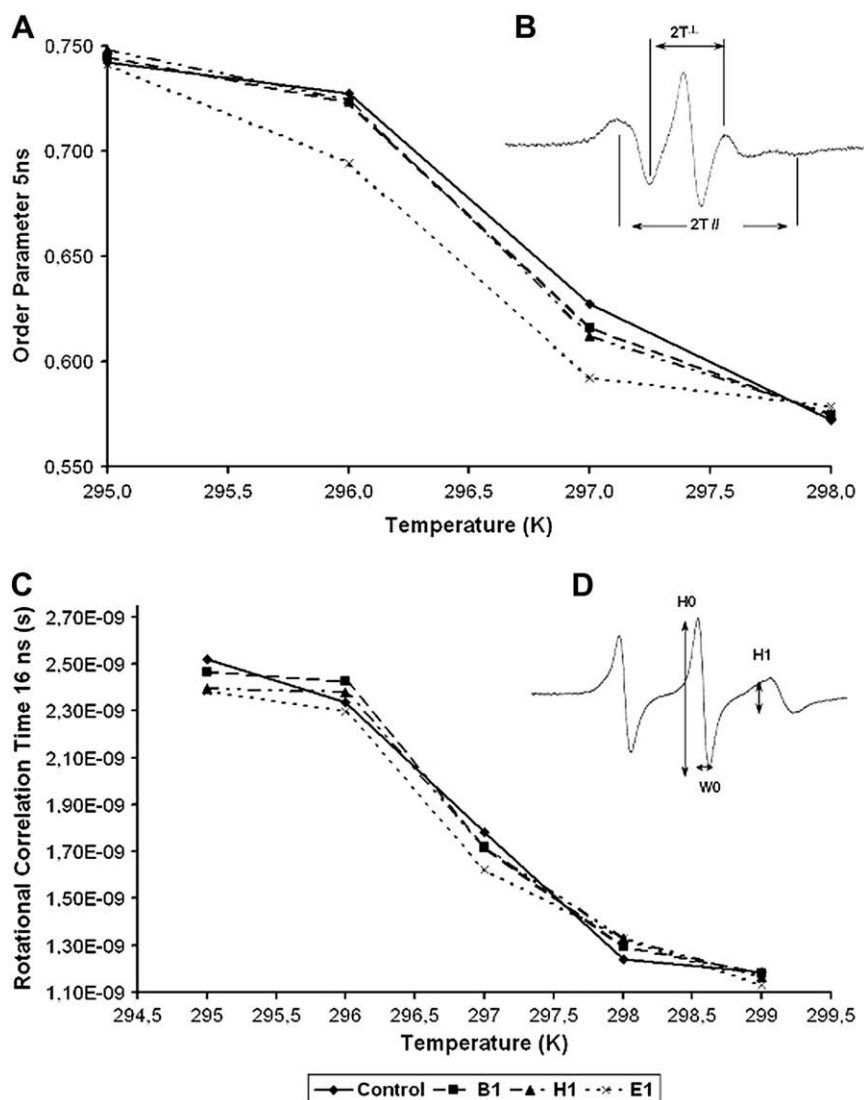 A
Order Parameter 5ns
0,750
0,700
0,650
0,600
0,550
295,0 295,5 296,0 296,5 297,0 297,5 298,0
Temperature (K)
B
2T⊥
2T //
C
Rotational Correlation Time 16 ns (s)
2,70E-09
2,50E-09
2,30E-09
2,10E-09
1,90E-09
1,70E-09
1,50E-09
1,30E-09
1,10E-09
294,5 295 295,5 296 296,5 297 297,5 298 298,5 299 299,5
Temperature (K)
D
H0
H1
W0
Control B1 H1 E1